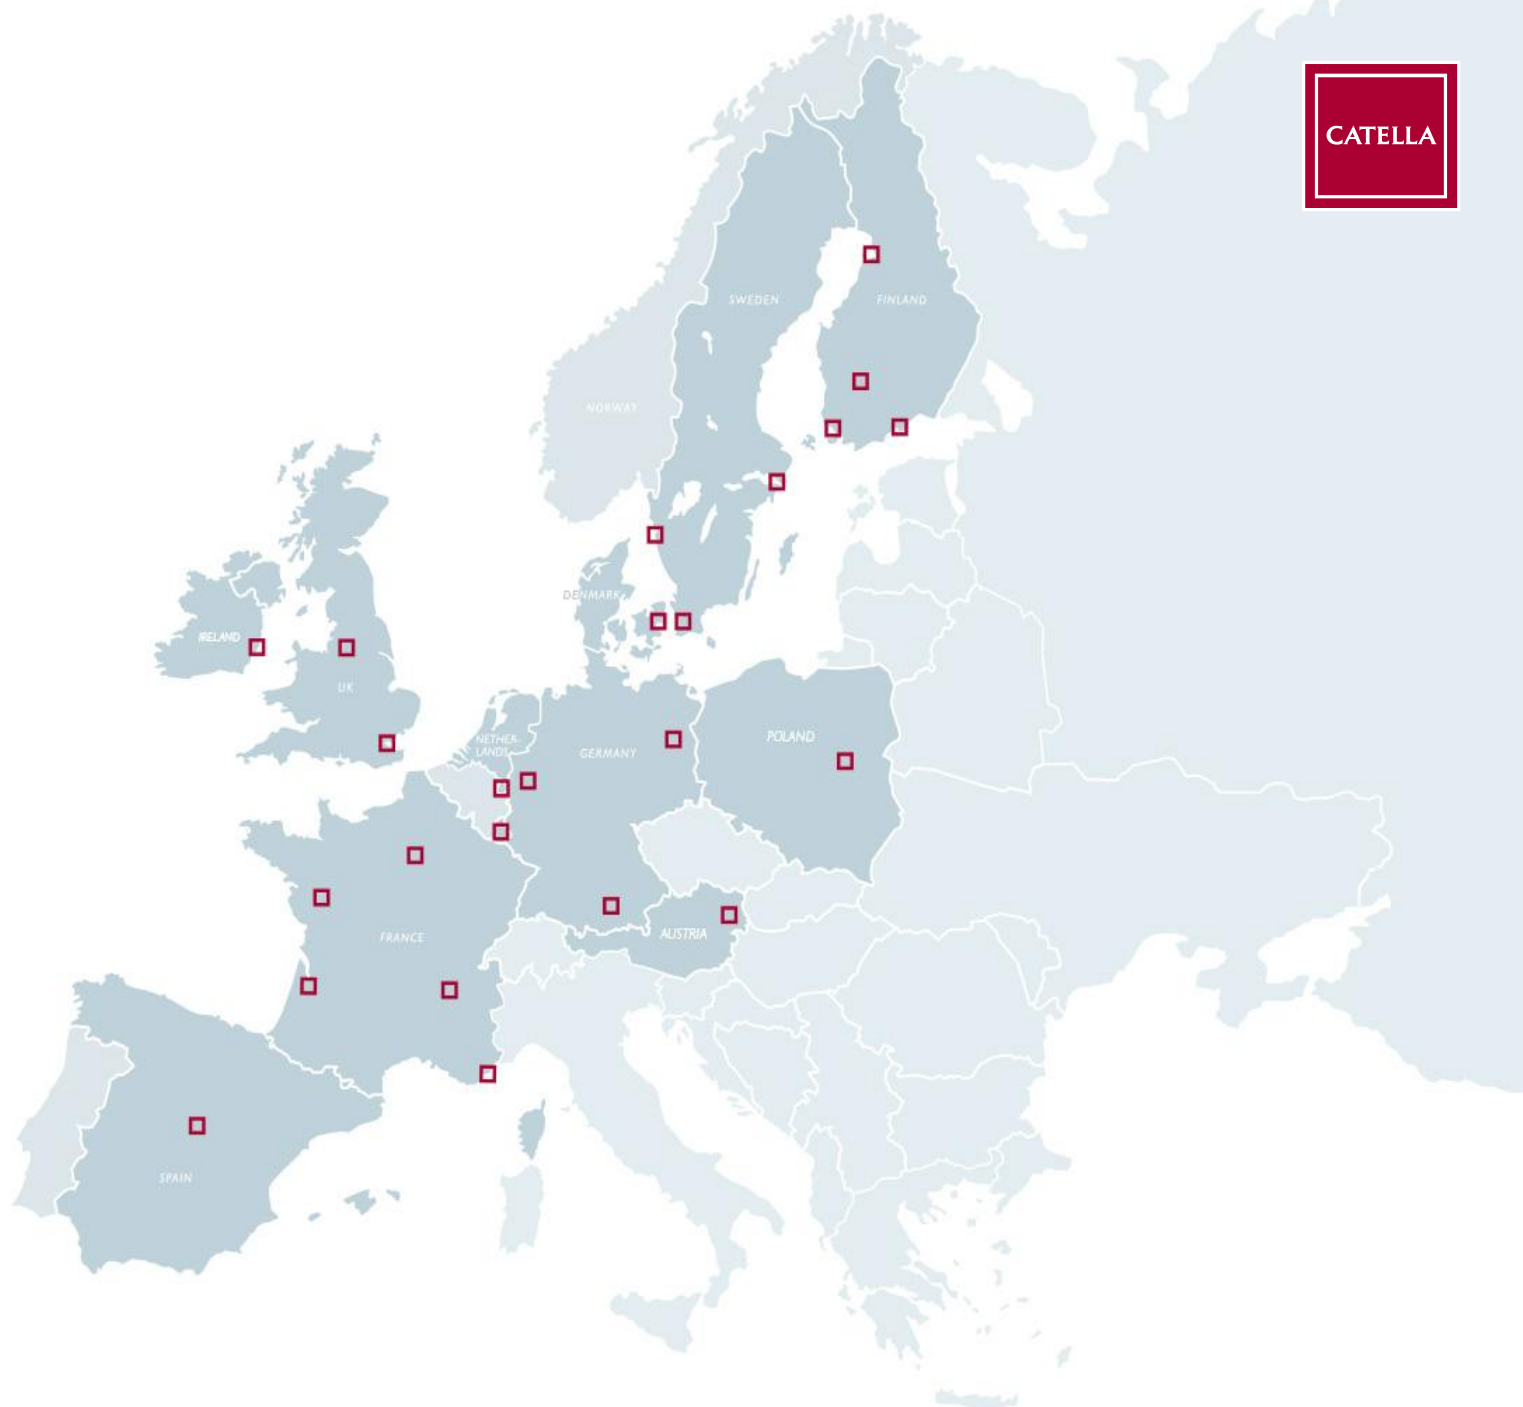 CATELLA
SWEDEN
FINLAND
NORWAY
DENMARK
IRELAND
UK
NETHER-
LANDS
GERMANY
POLAND
FRANCE
AUSTRIA
SPAIN